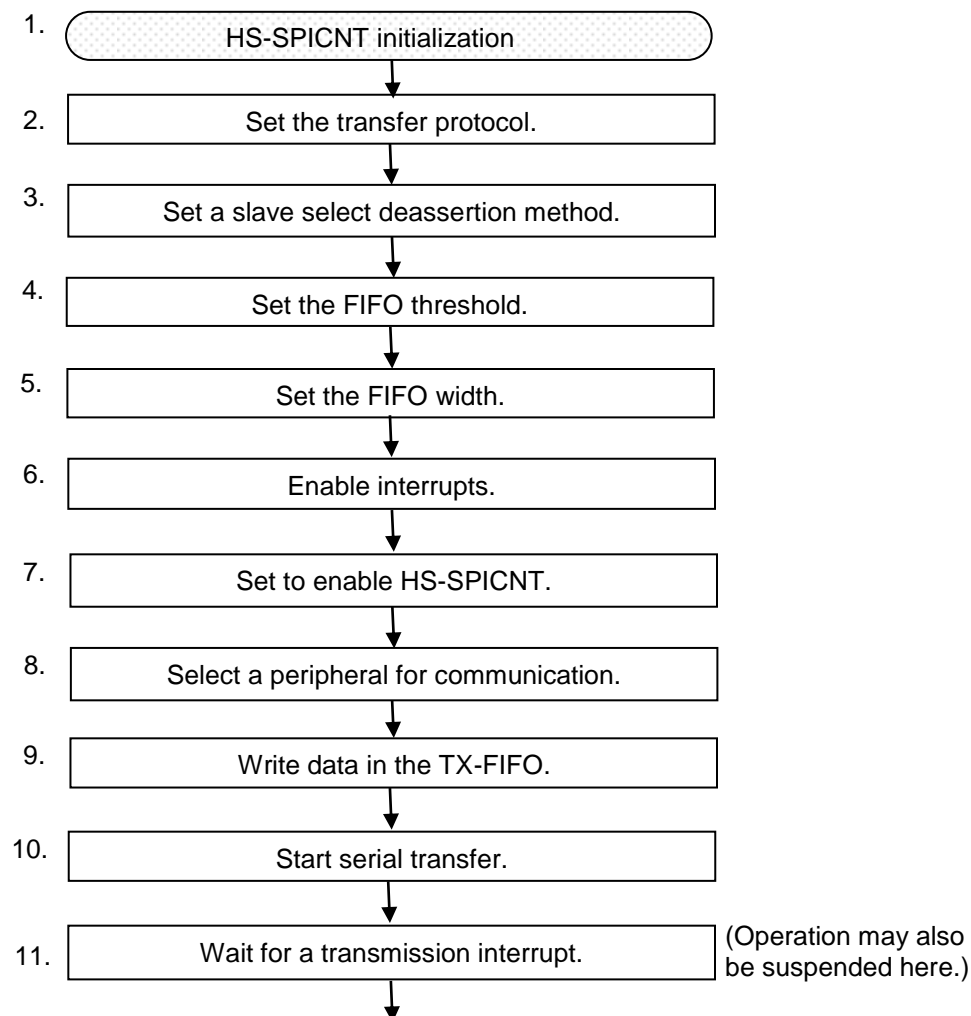 1. HS-SPICNT initialization
2. Set the transfer protocol.
3. Set a slave select deassertion method.
4. Set the FIFO threshold.
5. Set the FIFO width.
6. Enable interrupts.
7. Set to enable HS-SPICNT.
8. Select a peripheral for communication.
9. Write data in the TX-FIFO.
10. Start serial transfer.
11. Wait for a transmission interrupt.
(Operation may also
be suspended here.)